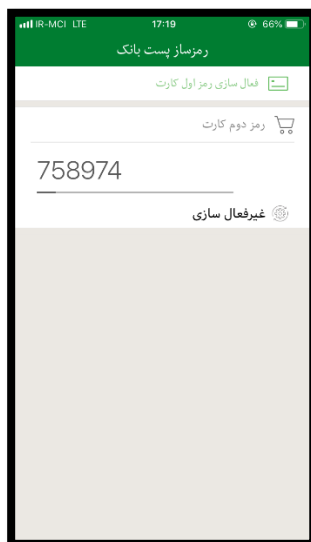 IR-MCI LTE 17:19 66%
رمزساز پست بانک
فعال سازی رمز اول کارت
رمز دوم کارت
758974
غیرفعال سازی